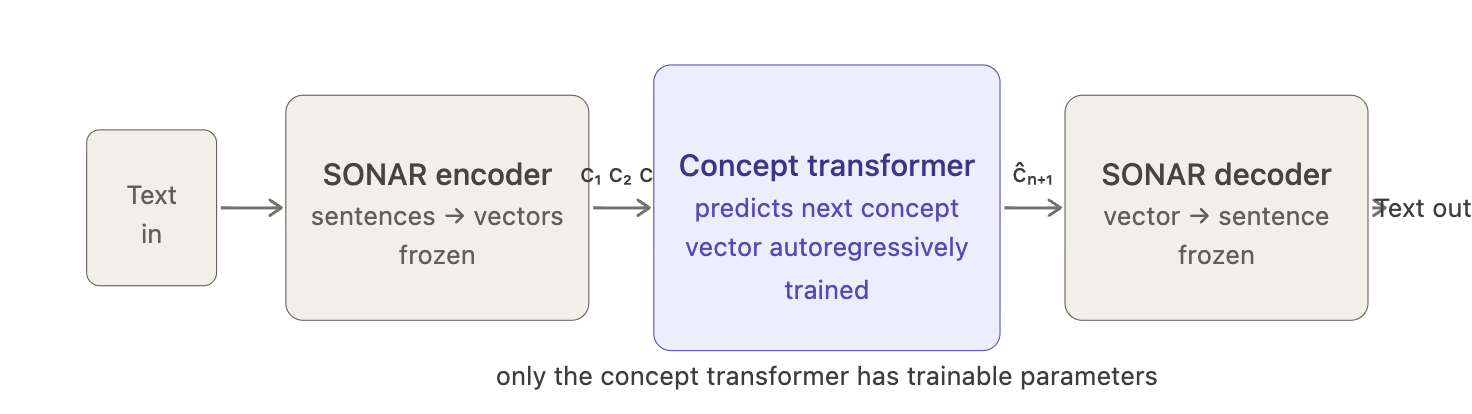 Text
in
SONAR encoder
sentences → vectors
frozen
c₁ c₂ c
Concept transformer
predicts next concept
vector autoregressively
trained
ĉₙ₊₁
SONAR decoder
vector → sentence
frozen
Text out
only the concept transformer has trainable parameters